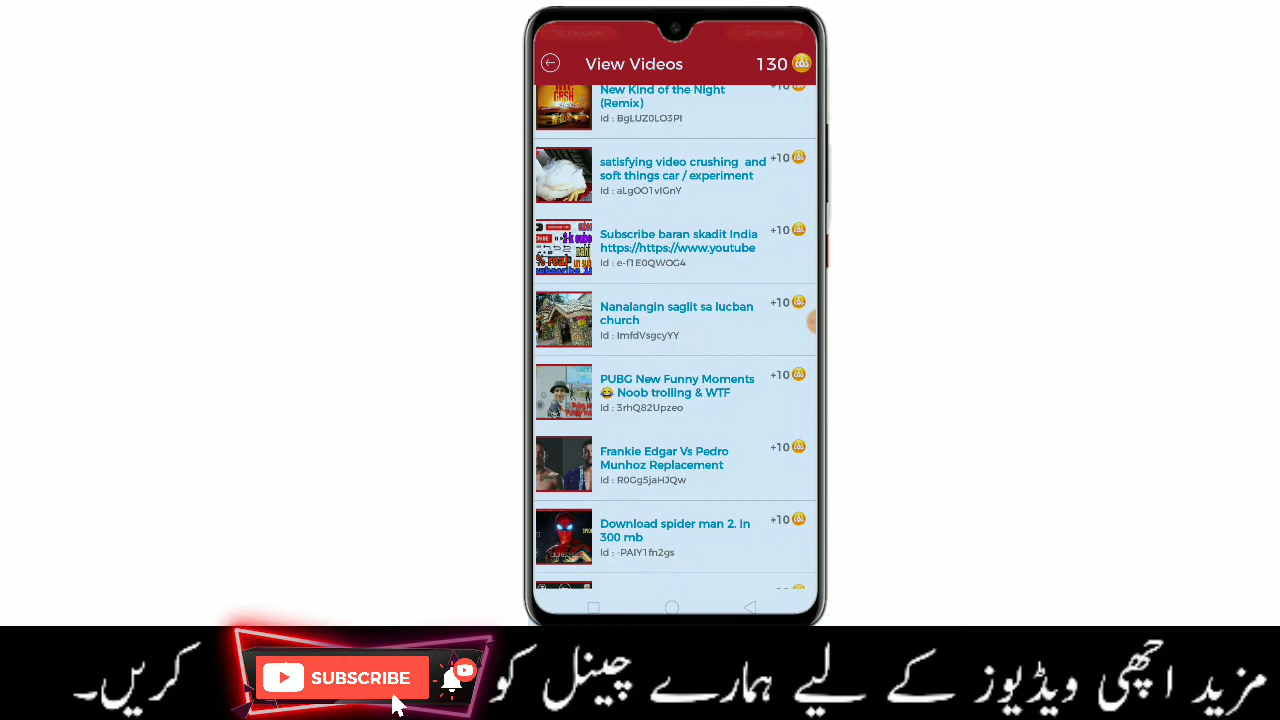 View Videos
130
New Kind of the Night
(Remix)
Id : BgLUZ0LO3PI
+10
satisfying video crushing and
soft things car / experiment
Id : aLgOO1vIGnY
+10
Subscribe baran skadit India
https://https://www.youtube
Id : e-f1E0QWOG4
+10
Nanalangin saglit sa lucban
church
Id : ImfdVsgcyYY
+10
PUBG New Funny Moments
😂 Noob trolling & WTF
Id : 3rhQ82Upzeo
+10
Frankie Edgar Vs Pedro
Munhoz Replacement
Id : R0Gg5jaHJQw
+10
Download spider man 2. In
300 mb
Id : -PAIY1fn2gs
+10
مزید اچھی ویڈیوز کے لیے ہمارے چینل کو SUBSCRIBE کریں۔